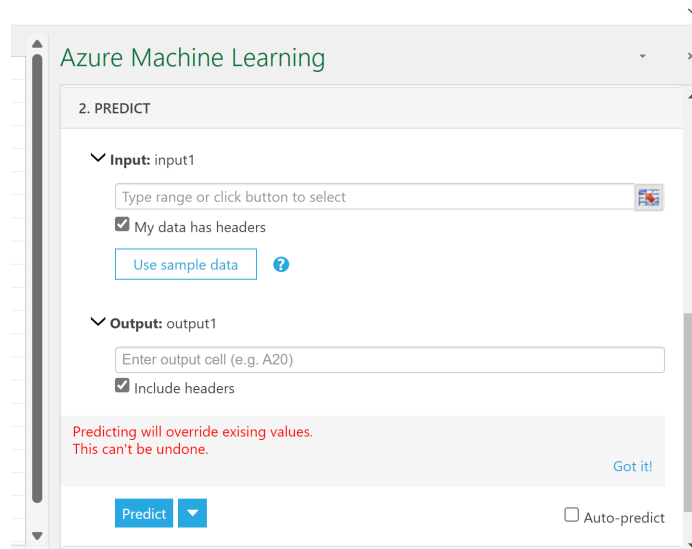 Azure Machine Learning
2. PREDICT
Input: input1
Type range or click button to select
My data has headers
Use sample data
?
Output: output1
Enter output cell (e.g. A20)
Include headers
Predicting will override exising values.
This can't be undone.
Got it!
Predict
Auto-predict